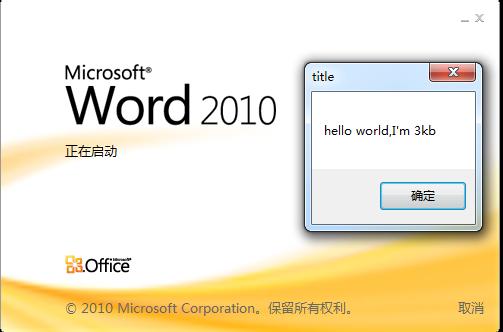 Microsoft®
Word 2010
正在启动
title
hello world,I'm 3kb
确定
Microsoft®
Office
© 2010 Microsoft Corporation。保留所有权利。
取消